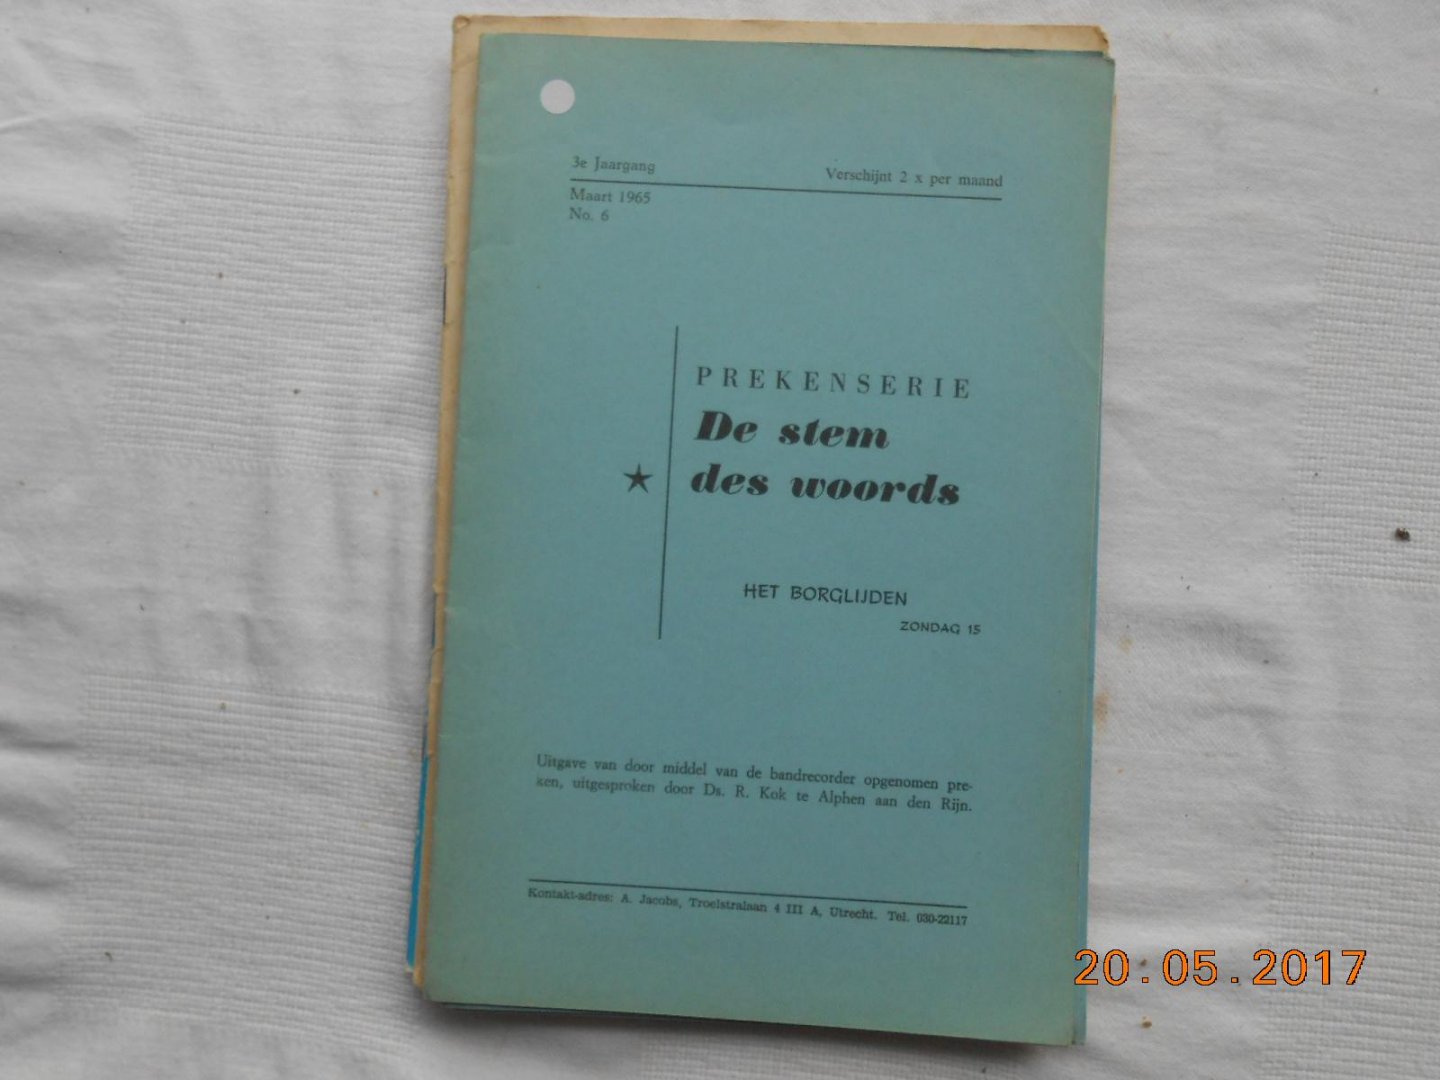 3e Jaargang Verschijnt 2 x per maand
Maart 1965
No. 6
PREKENSERIE
De stem
des woords
HET BORGLIJDEN
ZONDAG 15
Uitgave van door middel van de bandrecorder opgenomen pre-
ken, uitgesproken door Ds. R. Kok te Alphen aan den Rijn.
Kontakt-adres: A. Jacobs, Troelstralaan 4 III A, Utrecht. Tel. 030-22117
20.05.2017